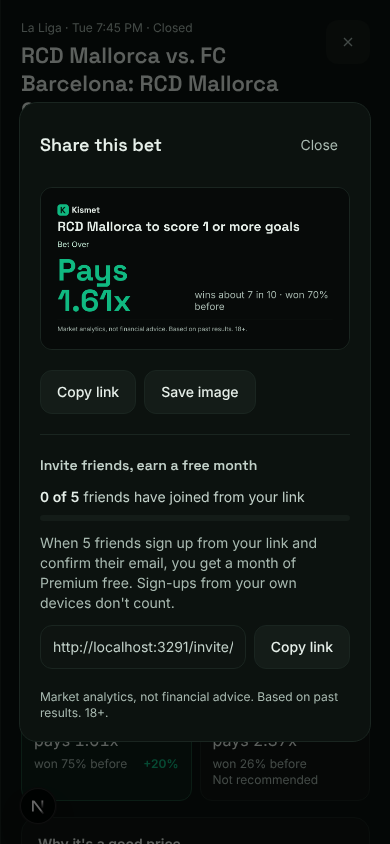 La Liga · Tue 7:45 PM · Closed
RCD Mallorca vs. FC
Barcelona: RCD Mallorca
×
Share this bet
Close
K Kismet
RCD Mallorca to score 1 or more goals
Bet Over
Pays
1.61x
wins about 7 in 10 · won 70%
before
Market analytics, not financial advice. Based on past results. 18+.
Copy link
Save image
Invite friends, earn a free month
0 of 5 friends have joined from your link
When 5 friends sign up from your link and
confirm their email, you get a month of
Premium free. Sign-ups from your own
devices don't count.
http://localhost:3291/invite/
Copy link
Market analytics, not financial advice. Based on past
results. 18+.
pays 1.61x
won 75% before +20%
pays 2.37x
won 26% before
Not recommended
N
Why it's a good price